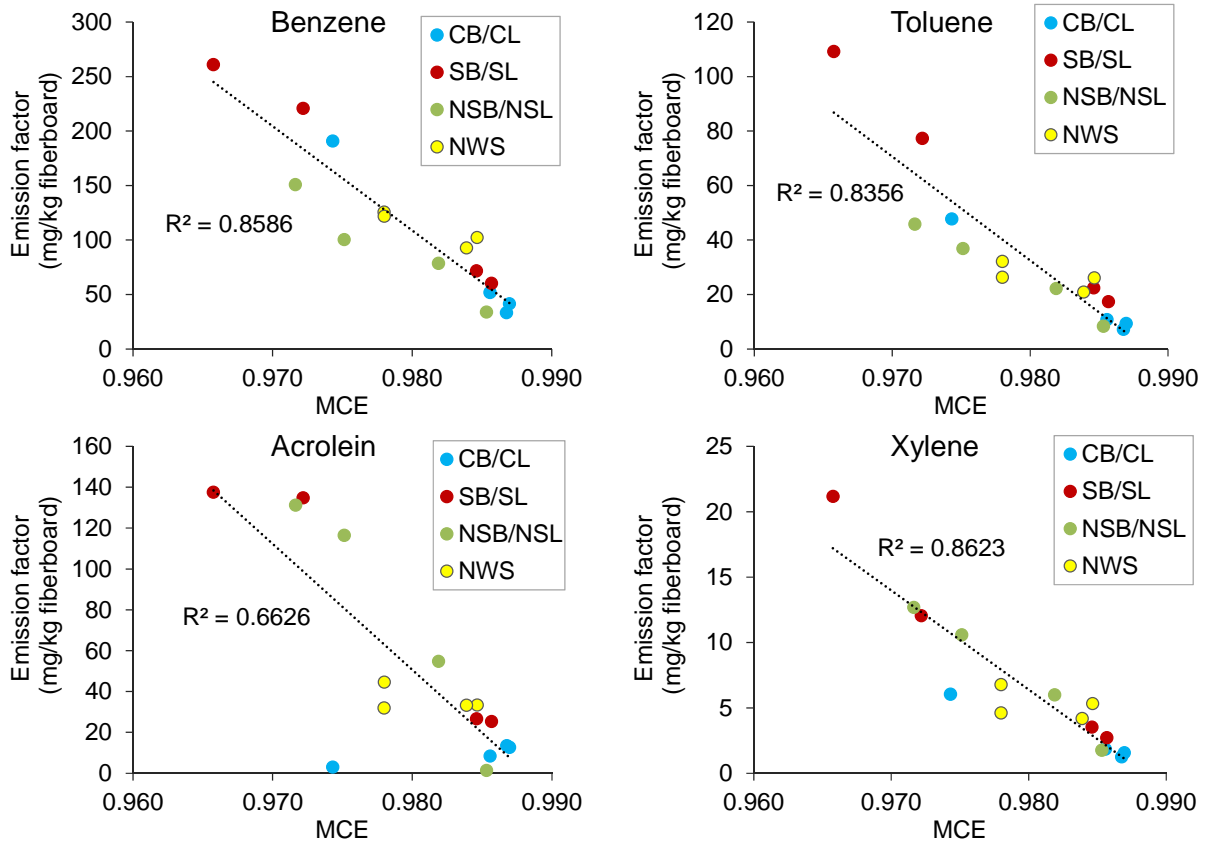 Benzene
Emission factor
(mg/kg fiberboard)
300
250
200
150
100
50
0
0.960 0.970 0.980 0.990
MCE
R² = 0.8586
CB/CL
SB/SL
NSB/NSL
NWS
Toluene
Emission factor
(mg/kg fiberboard)
120
100
80
60
40
20
0
0.960 0.970 0.980 0.990
MCE
R² = 0.8356
CB/CL
SB/SL
NSB/NSL
NWS
Acrolein
Emission factor
(mg/kg fiberboard)
160
140
120
100
80
60
40
20
0
0.960 0.970 0.980 0.990
MCE
R² = 0.6626
CB/CL
SB/SL
NSB/NSL
NWS
Xylene
Emission factor
(mg/kg fiberboard)
25
20
15
10
5
0
0.960 0.970 0.980 0.990
MCE
R² = 0.8623
CB/CL
SB/SL
NSB/NSL
NWS